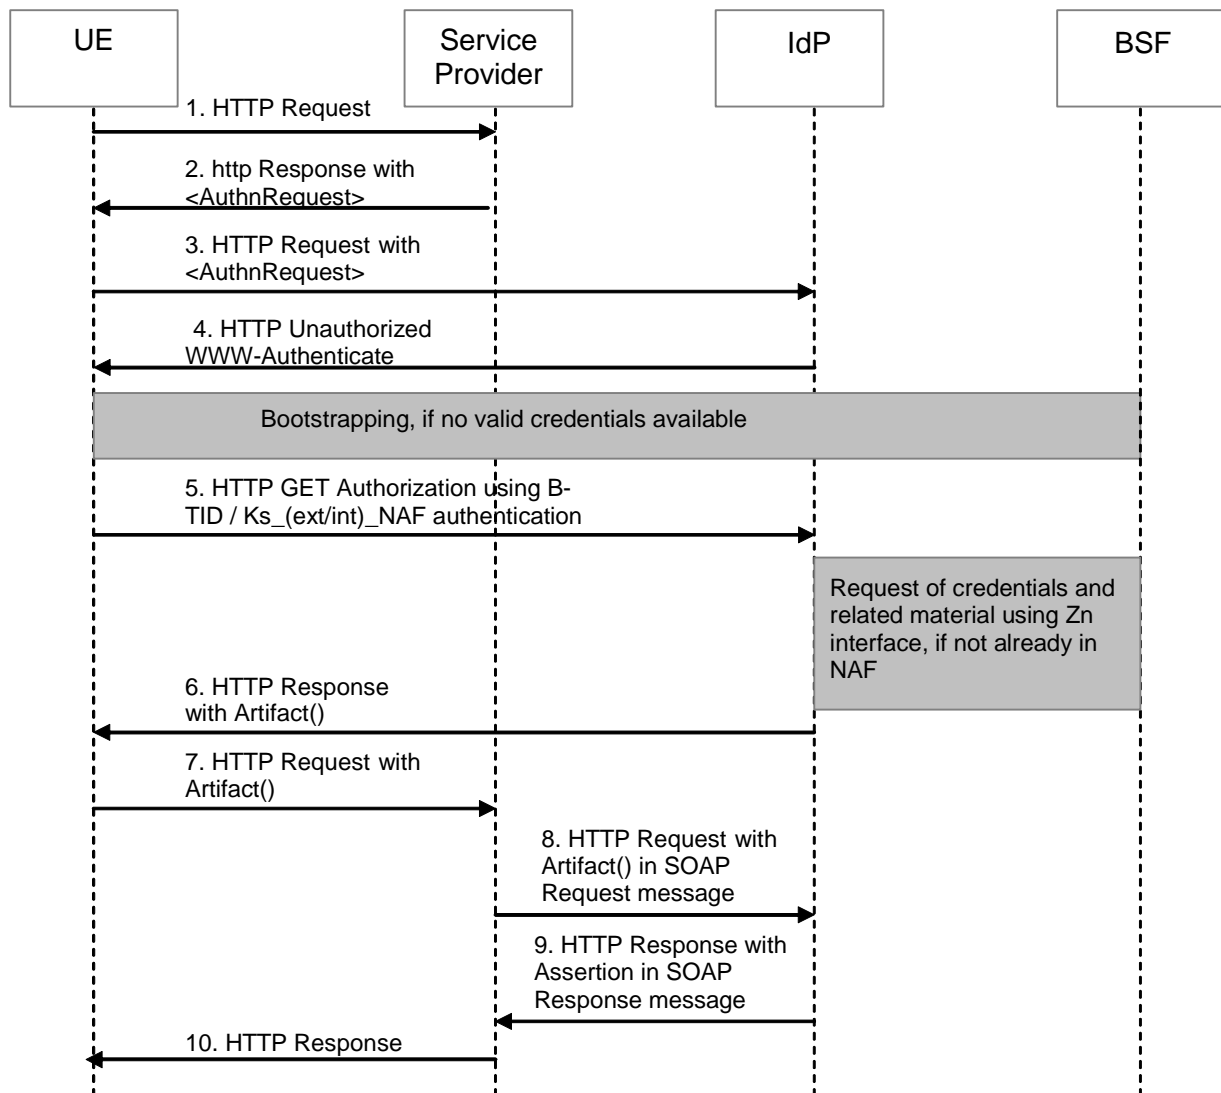 UE
Service
Provider
IdP
BSF
1. HTTP Request
2. http Response with
<AuthnRequest>
3. HTTP Request with
<AuthnRequest>
4. HTTP Unauthorized
WWW-Authenticate
Bootstrapping, if no valid credentials available
5. HTTP GET Authorization using B-
TID / Ks_(ext/int)_NAF authentication
Request of credentials and
related material using Zn
interface, if not already in
NAF
6. HTTP Response
with Artifact()
7. HTTP Request with
Artifact()
8. HTTP Request with
Artifact() in SOAP
Request message
9. HTTP Response with
Assertion in SOAP
Response message
10. HTTP Response